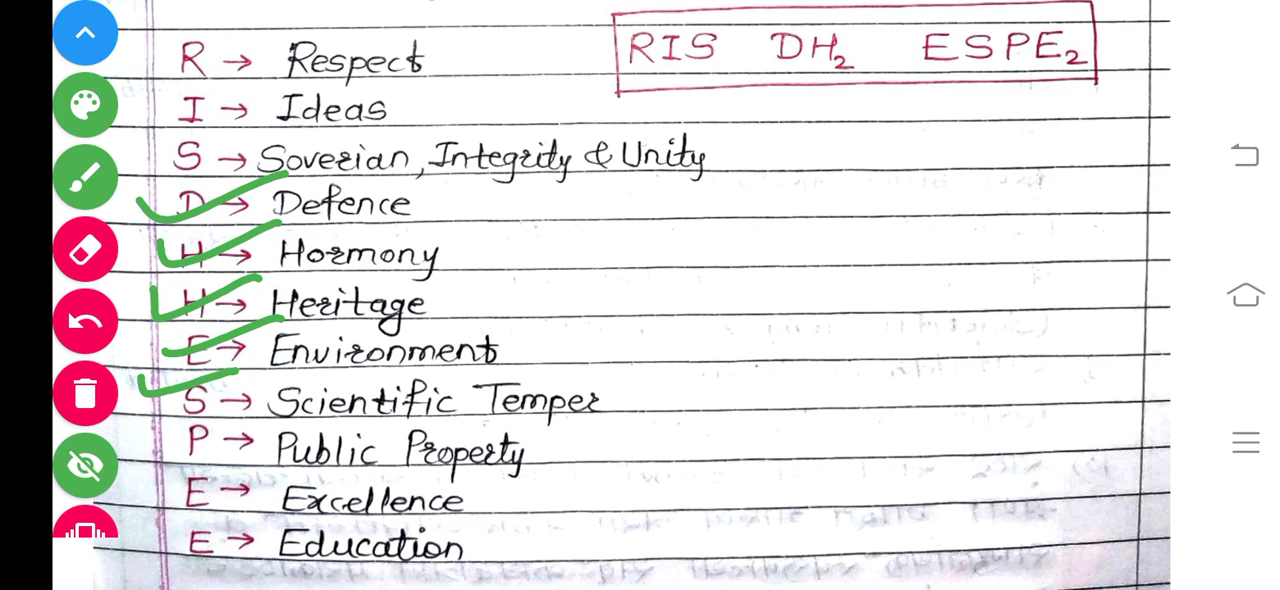 RIS DH₂ ESPE₂
R → Respect
I → Ideas
S → Soverian, Integrity & Unity
D → Defence
H → Hormony
H → Heritage
E → Environment
S → Scientific Temper
P → Public Property
E → Excellence
E → Education